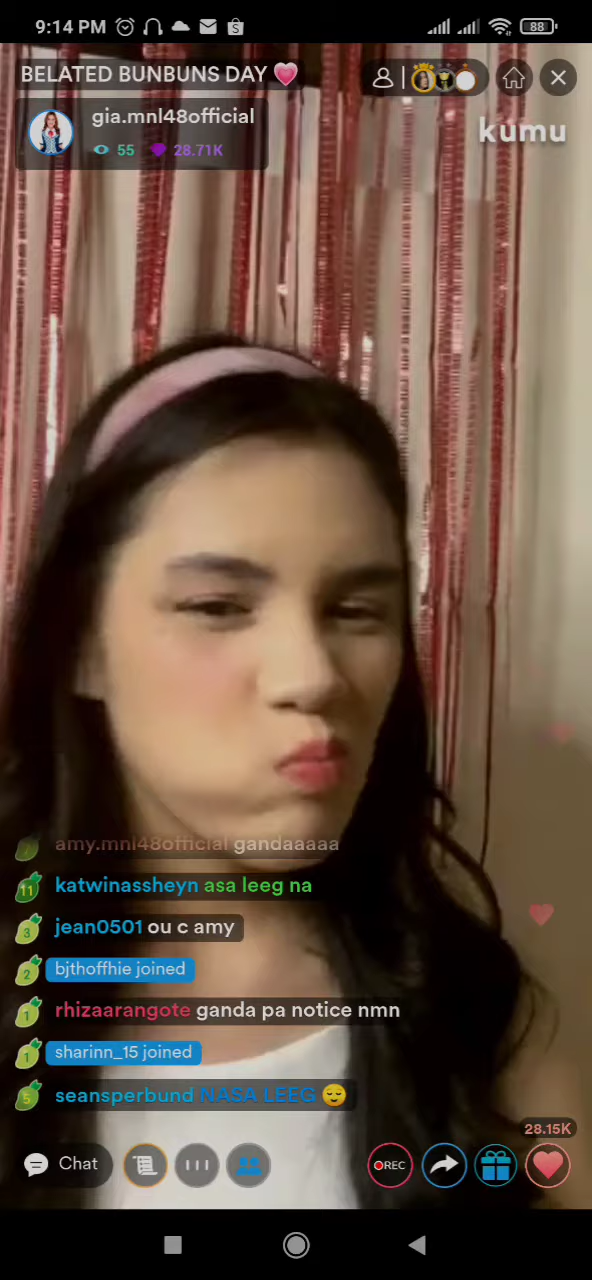 9:14 PM
88
BELATED BUNBUNS DAY 💗
gia.mnl48official
55
28.71K
kumu
7
amy.mnl48official gandaaaaa
11
katwinassheyn asa leeg na
3
jean0501 ou c amy
2
bjthoffhie joined
1
rhizaarangote ganda pa notice nmn
1
sharinn_15 joined
5
seansperbund NASA LEEG 😌
28.15K
Chat
REC